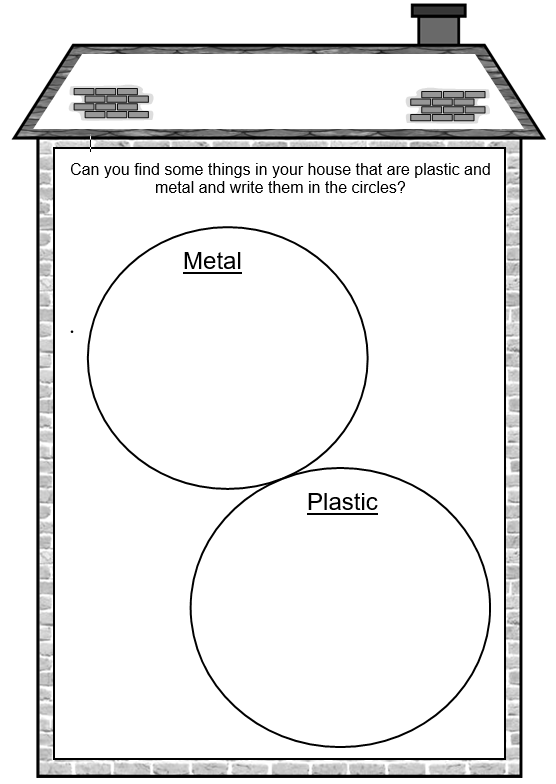 Can you find some things in your house that are plastic and
metal and write them in the circles?
Metal
Plastic